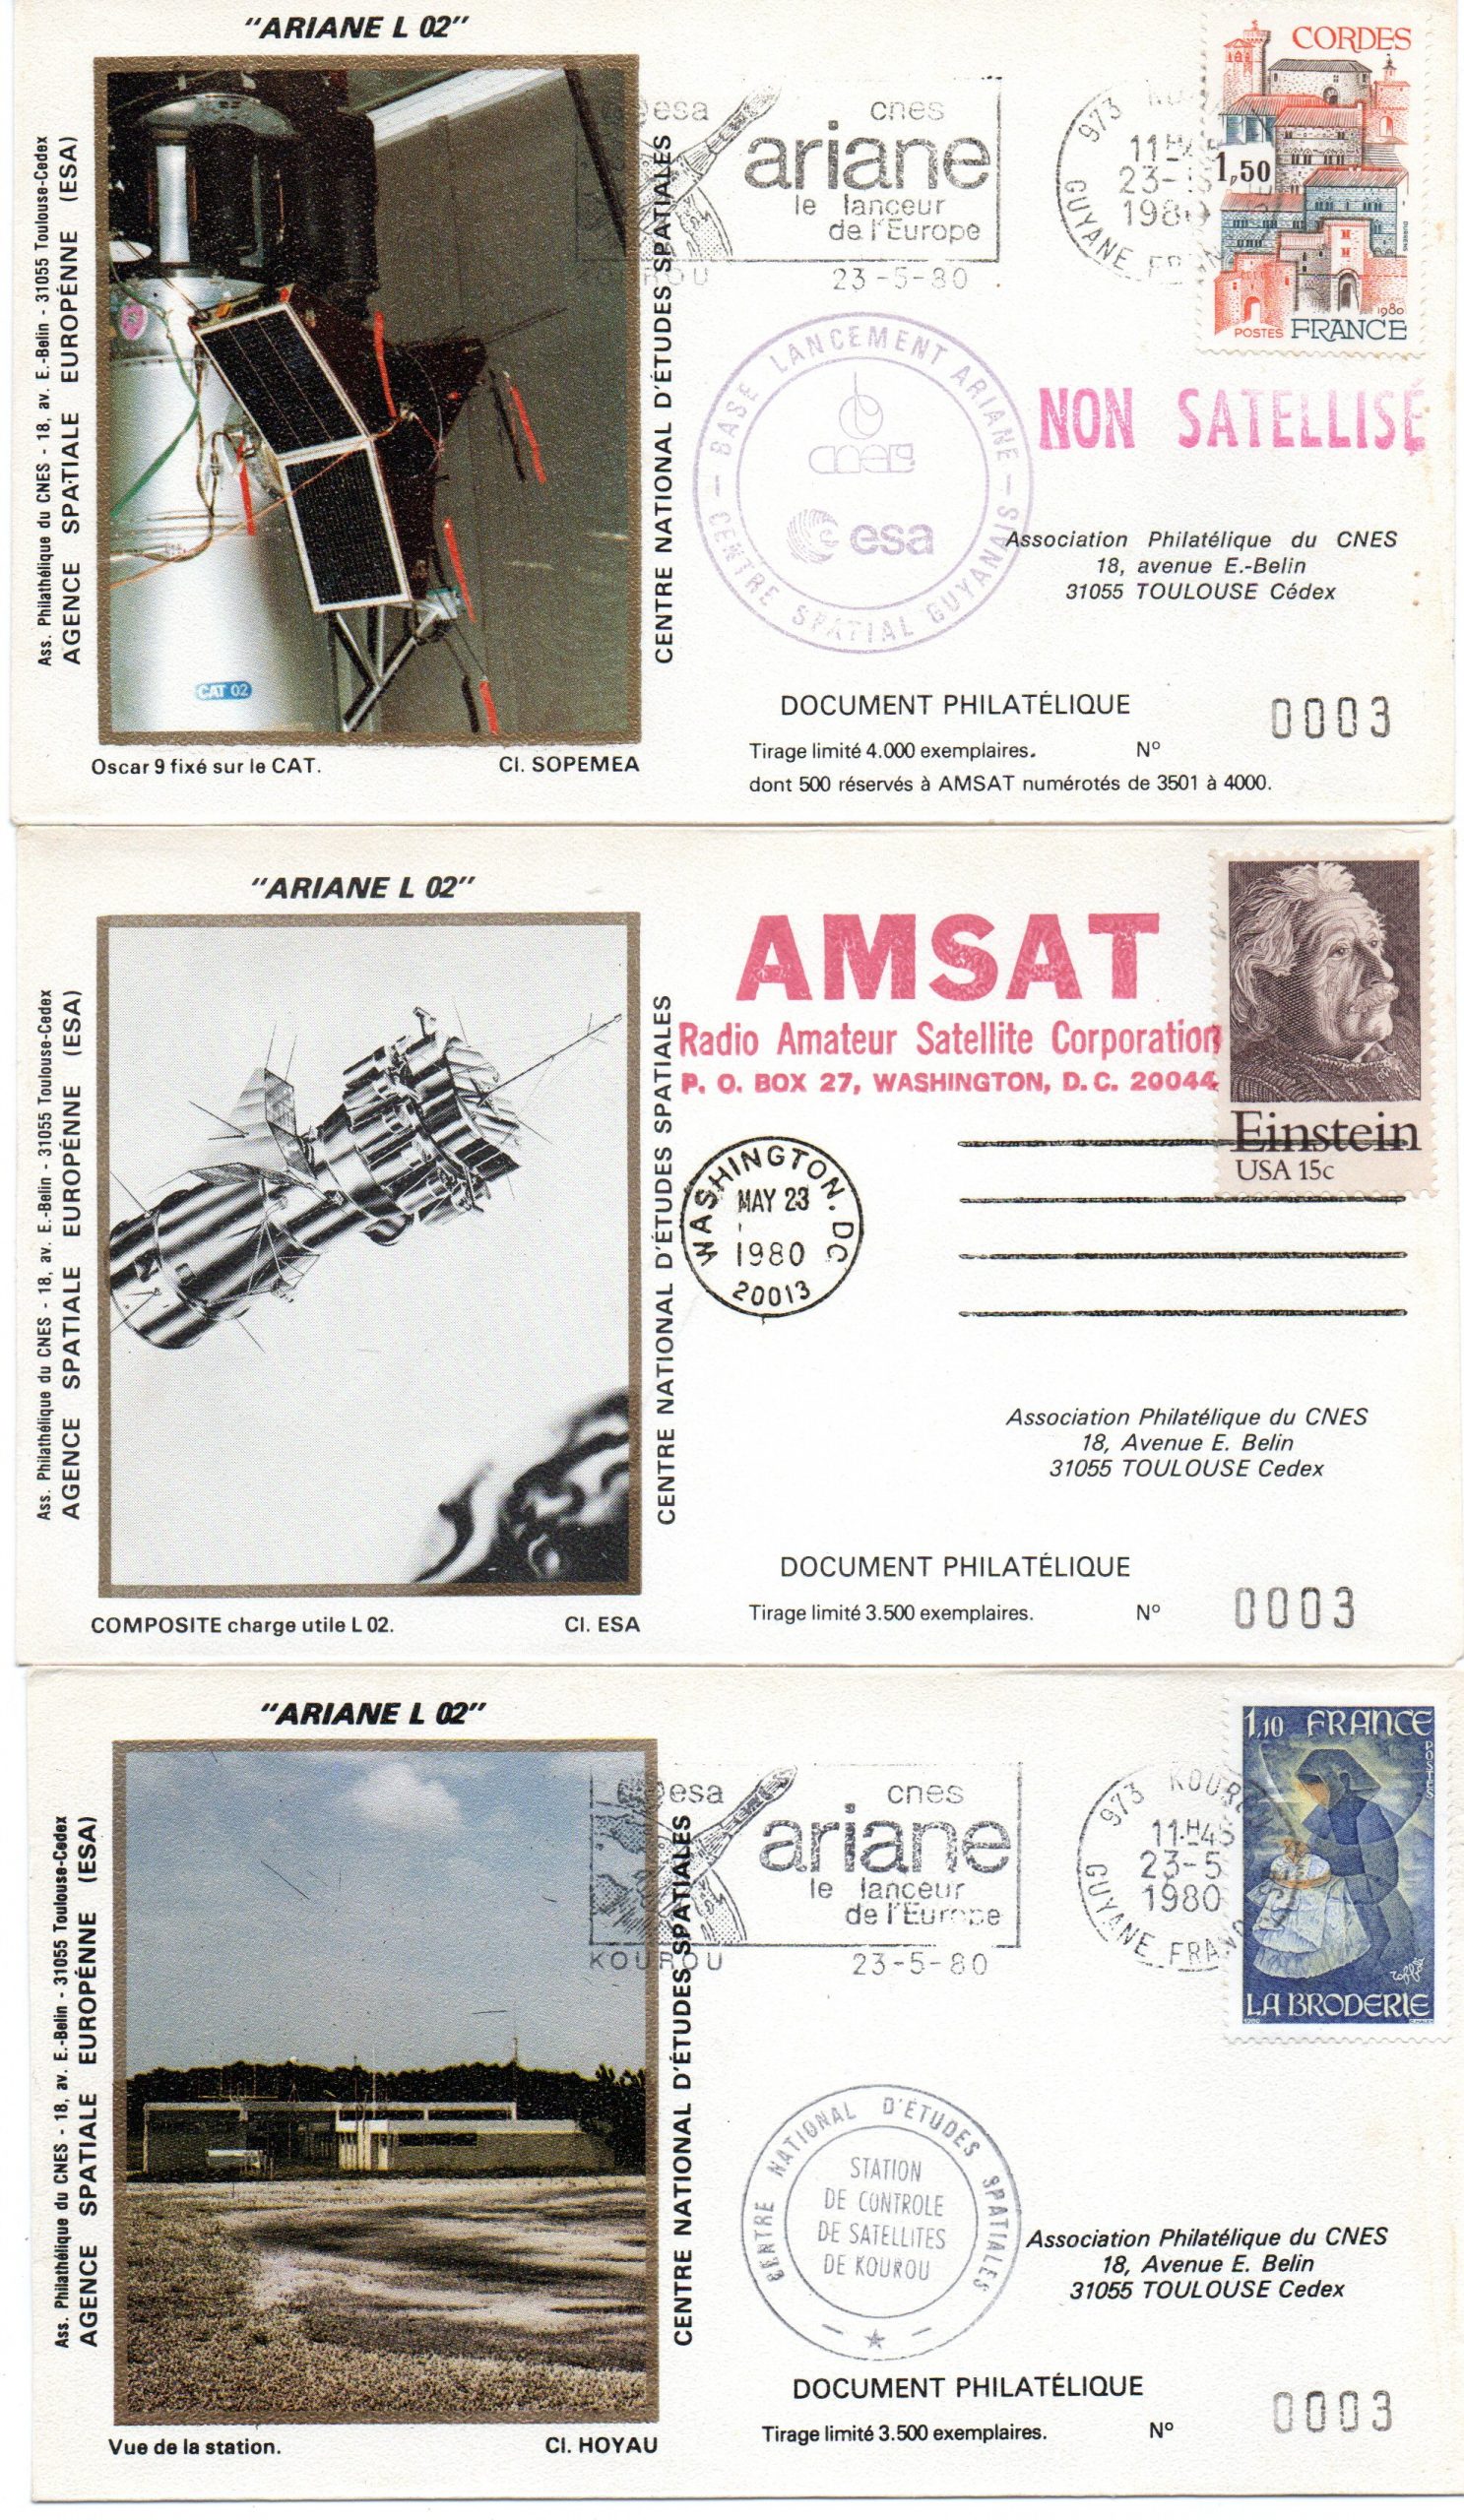 "ARIANE L 02"
Ass. Philathélique du CNES - 18, av. E.-Belin - 31055 Toulouse-Cedex
AGENCE SPATIALE EUROPÉNNE (ESA)
CAT 02
Oscar 9 fixé sur le CAT.
Cl. SOPEMEA
CENTRE NATIONAL D'ÉTUDES SPATIALES
esa
cnes
ariane
le lanceur
de l'Europe
23-5-80
973
GUYANE
1980
CORDES
1,50
1980
POSTES FRANCE
BASE LANCEMENT ARIANE
cnes
esa
CENTRE SPATIAL GUYANAIS
NON SATELLISÉ
Association Philatélique du CNES
18, avenue E.-Belin
31055 TOULOUSE Cédex
DOCUMENT PHILATÉLIQUE
Tirage limité 4.000 exemplaires. N° 0003
dont 500 réservés à AMSAT numérotés de 3501 à 4000.
"ARIANE L 02"
Ass. Philathélique du CNES - 18, av. E.-Belin - 31055 Toulouse-Cedex
AGENCE SPATIALE EUROPÉNNE (ESA)
COMPOSITE charge utile L 02.
Cl. ESA
CENTRE NATIONAL D'ÉTUDES SPATIALES
AMSAT
Radio Amateur Satellite Corporation
P. O. BOX 27, WASHINGTON, D. C. 20044
WASHINGTON. DC
MAY 23
1980
20013
Einstein
USA 15c
Association Philatélique du CNES
18, Avenue E. Belin
31055 TOULOUSE Cedex
DOCUMENT PHILATÉLIQUE
Tirage limité 3.500 exemplaires. N° 0003
"ARIANE L 02"
Ass. Philathélique du CNES - 18, av. E.-Belin - 31055 Toulouse-Cedex
AGENCE SPATIALE EUROPÉNNE (ESA)
Vue de la station.
Cl. HOYAU
CENTRE NATIONAL D'ÉTUDES SPATIALES
esa
cnes
ariane
le lanceur
de l'Europe
KOUROU
23-5-80
973 KOUROU
11H45
23-5
1980
GUYANE
1,10 FRANCE
POSTES
LA BRODERIE
CENTRE NATIONAL D'ÉTUDES SPATIALES
STATION
DE CONTROLE
DE SATELLITES
DE KOUROU
Association Philatélique du CNES
18, Avenue E. Belin
31055 TOULOUSE Cedex
DOCUMENT PHILATÉLIQUE
Tirage limité 3.500 exemplaires. N° 0003